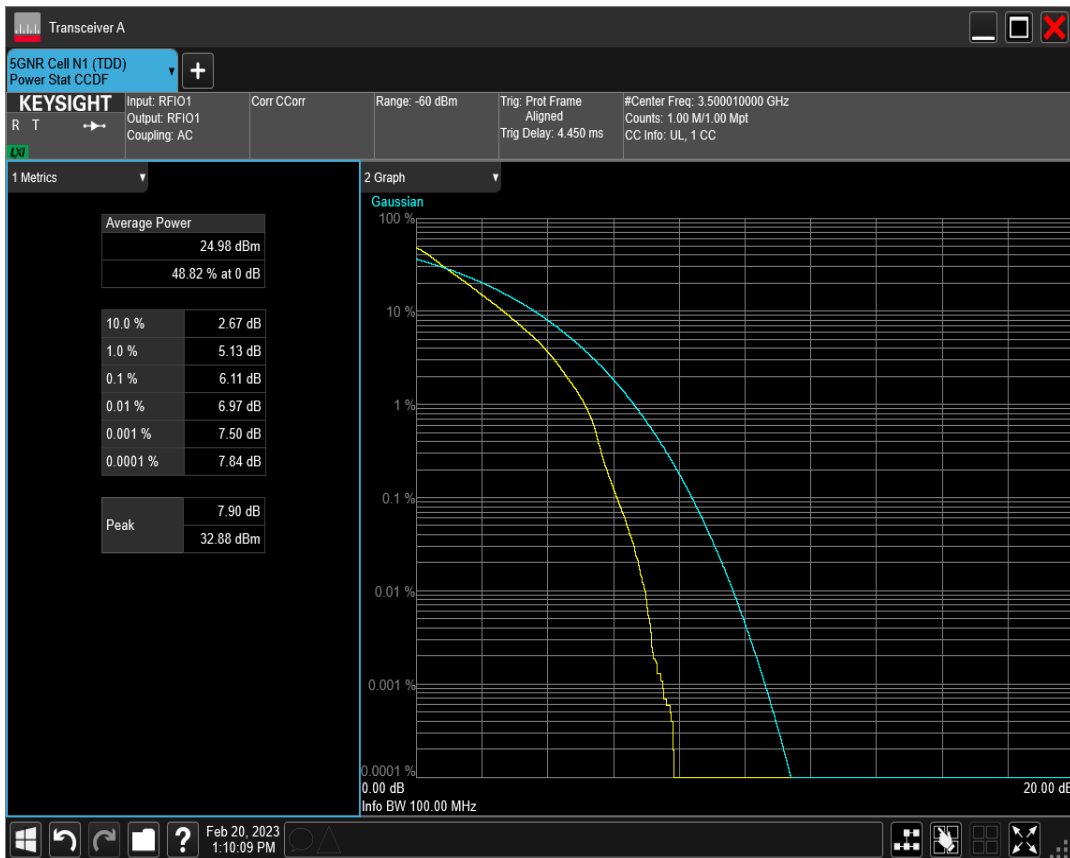 Transceiver A
5GNR Cell N1 (TDD)
Power Stat CCDF
KEYSIGHT
R T
LXI
Input: RFIO1
Output: RFIO1
Coupling: AC
Corr CCorr
Range: -60 dBm
Trig: Prot Frame
Aligned
Trig Delay: 4.450 ms
#Center Freq: 3.500010000 GHz
Counts: 1.00 M/1.00 Mpt
CC Info: UL, 1 CC
1 Metrics
Average Power
24.98 dBm
48.82 % at 0 dB
10.0 % 2.67 dB
1.0 % 5.13 dB
0.1 % 6.11 dB
0.01 % 6.97 dB
0.001 % 7.50 dB
0.0001 % 7.84 dB
Peak
7.90 dB
32.88 dBm
2 Graph
Gaussian
100 %
10 %
1 %
0.1 %
0.01 %
0.001 %
0.0001 %
0.00 dB 20.00 dB
Info BW 100.00 MHz
?
Feb 20, 2023
1:10:09 PM